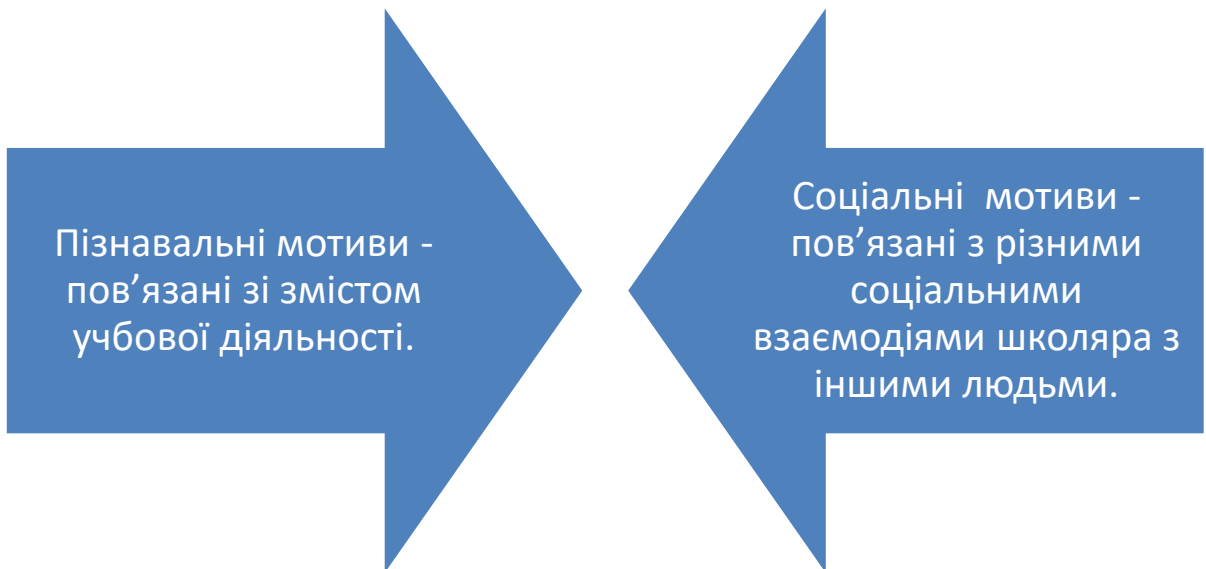 Пізнавальні мотиви -
пов’язані зі змістом
учбової діяльності.
Соціальні  мотиви -
пов’язані з різними
соціальними
взаємодіями школяра з
іншими людьми.